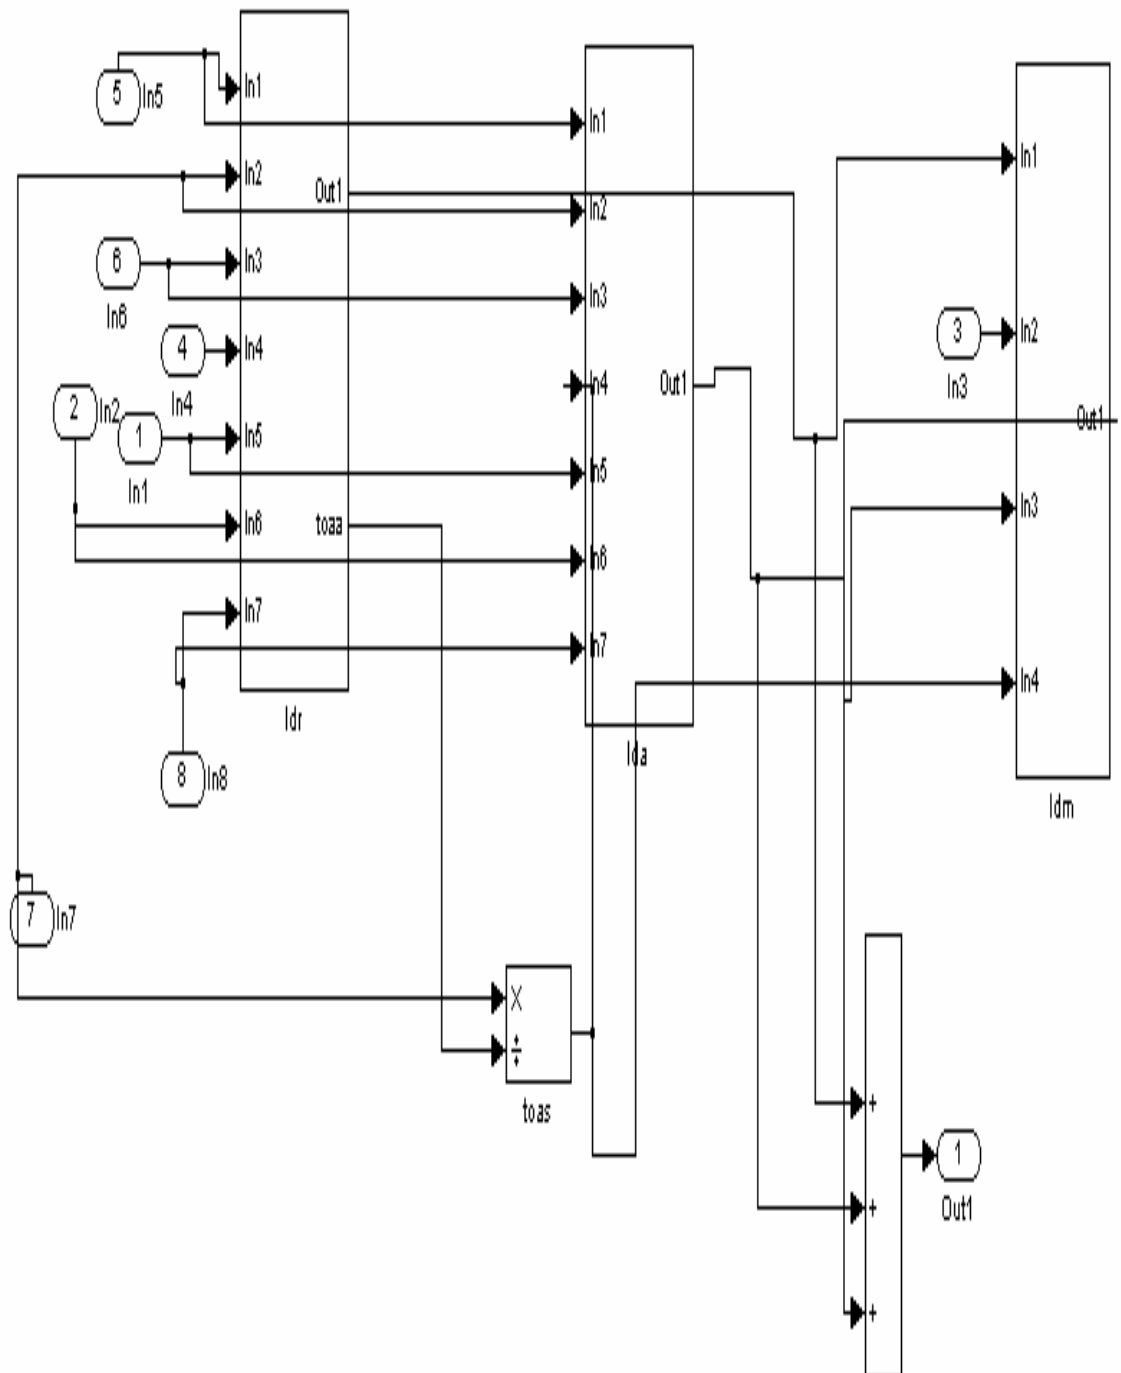 5
In5
In1
In2
Out1
6
In3
In6
4
In4
In4
2
In2
1
In5
In1
In6
toaa
In7
Idr
8
In8
7
In7
In1
In2
In3
In4
Out1
In5
In6
In7
Ida
In1
3
In2
In3
Out1
In3
In4
Idm
×
÷
toas
+
+
+
1
Out1